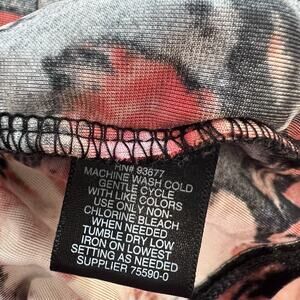 RN# 93677
MACHINE WASH COLD
GENTLE CYCLE
WITH LIKE COLORS
USE ONLY NON-
CHLORINE BLEACH
WHEN NEEDED
TUMBLE DRY LOW
IRON ON LOWEST
SETTING AS NEEDED
SUPPLIER 75590-0